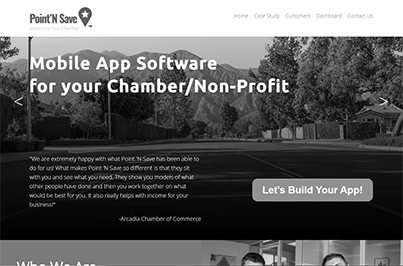 Point'N Save
Home Case Study Customers Dashboard Contact Us
Mobile App Software
for your Chamber/Non-Profit
<
>
"We are extremely happy with what Point 'N Save has been able to
do for us! What makes Point 'N Save so different is that they sit
with you and see what you need. They show you models of what
other people have done and then you work together on what
would be best for you. It also really helps with income for your
business!"
-Arcadia Chamber of Commerce
Let's Build Your App!
Who We Are